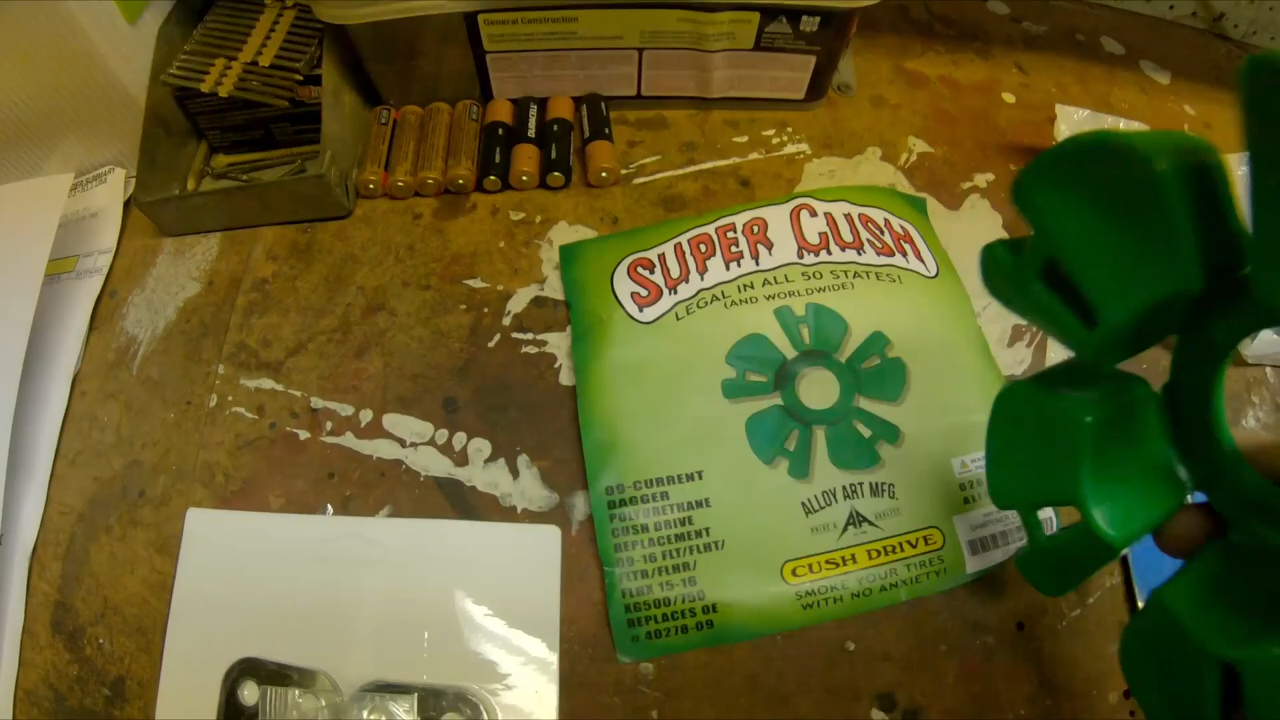 General Construction
DURACELL
SUPER CUSH
LEGAL IN ALL 50 STATES!
(AND WORLDWIDE)
09-CURRENT
BAGGER
POLYURETHANE
CUSH DRIVE
REPLACEMENT
09-16 FLT/FLHT/
FLTR/FLHR/
FLHX 15-16
XG500/750
REPLACES OE
# 40278-09
ALLOY ART MFG.
AA
CUSH DRIVE
SMOKE YOUR TIRES
WITH NO ANXIETY!